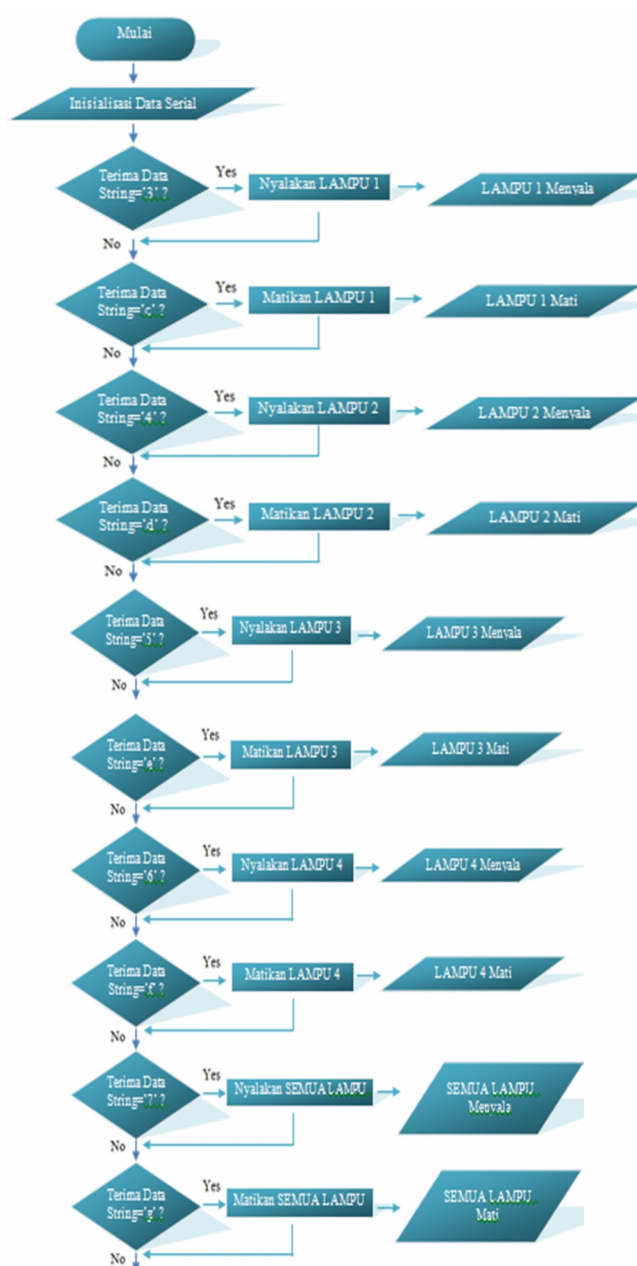 Mulai
Inisialisasi Data Serial
Terima Data
String='3' ?
Yes
Nyalakan LAMPU 1
LAMPU 1 Menyala
No
Terima Data
String='c' ?
Yes
Matikan LAMPU 1
LAMPU 1 Mati
No
Terima Data
String='4' ?
Yes
Nyalakan LAMPU 2
LAMPU 2 Menyala
No
Terima Data
String='d' ?
Yes
Matikan LAMPU 2
LAMPU 2 Mati
No
Terima Data
String='5' ?
Yes
Nyalakan LAMPU 3
LAMPU 3 Menyala
No
Terima Data
String='e' ?
Yes
Matikan LAMPU 3
LAMPU 3 Mati
No
Terima Data
String='6' ?
Yes
Nyalakan LAMPU 4
LAMPU 4 Menyala
No
Terima Data
String='f' ?
Yes
Matikan LAMPU 4
LAMPU 4 Mati
No
Terima Data
String='7' ?
Yes
Nyalakan SEMUA LAMPU
SEMUA LAMPU
Menyala
No
Terima Data
String='g' ?
Yes
Matikan SEMUA LAMPU
SEMUA LAMPU
Mati
No